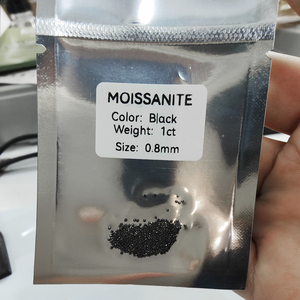 MOISSANITE
Color: Black
Weight: 1ct
Size: 0.8mm